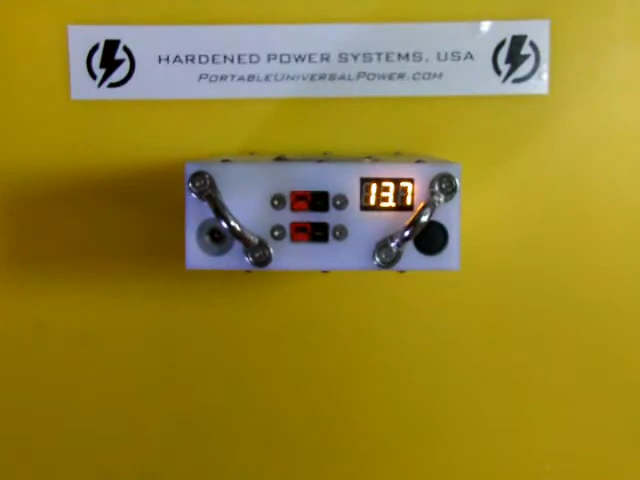 HARDENED POWER SYSTEMS, USA
PORTABLEUNIVERSALPOWER.COM
13.7